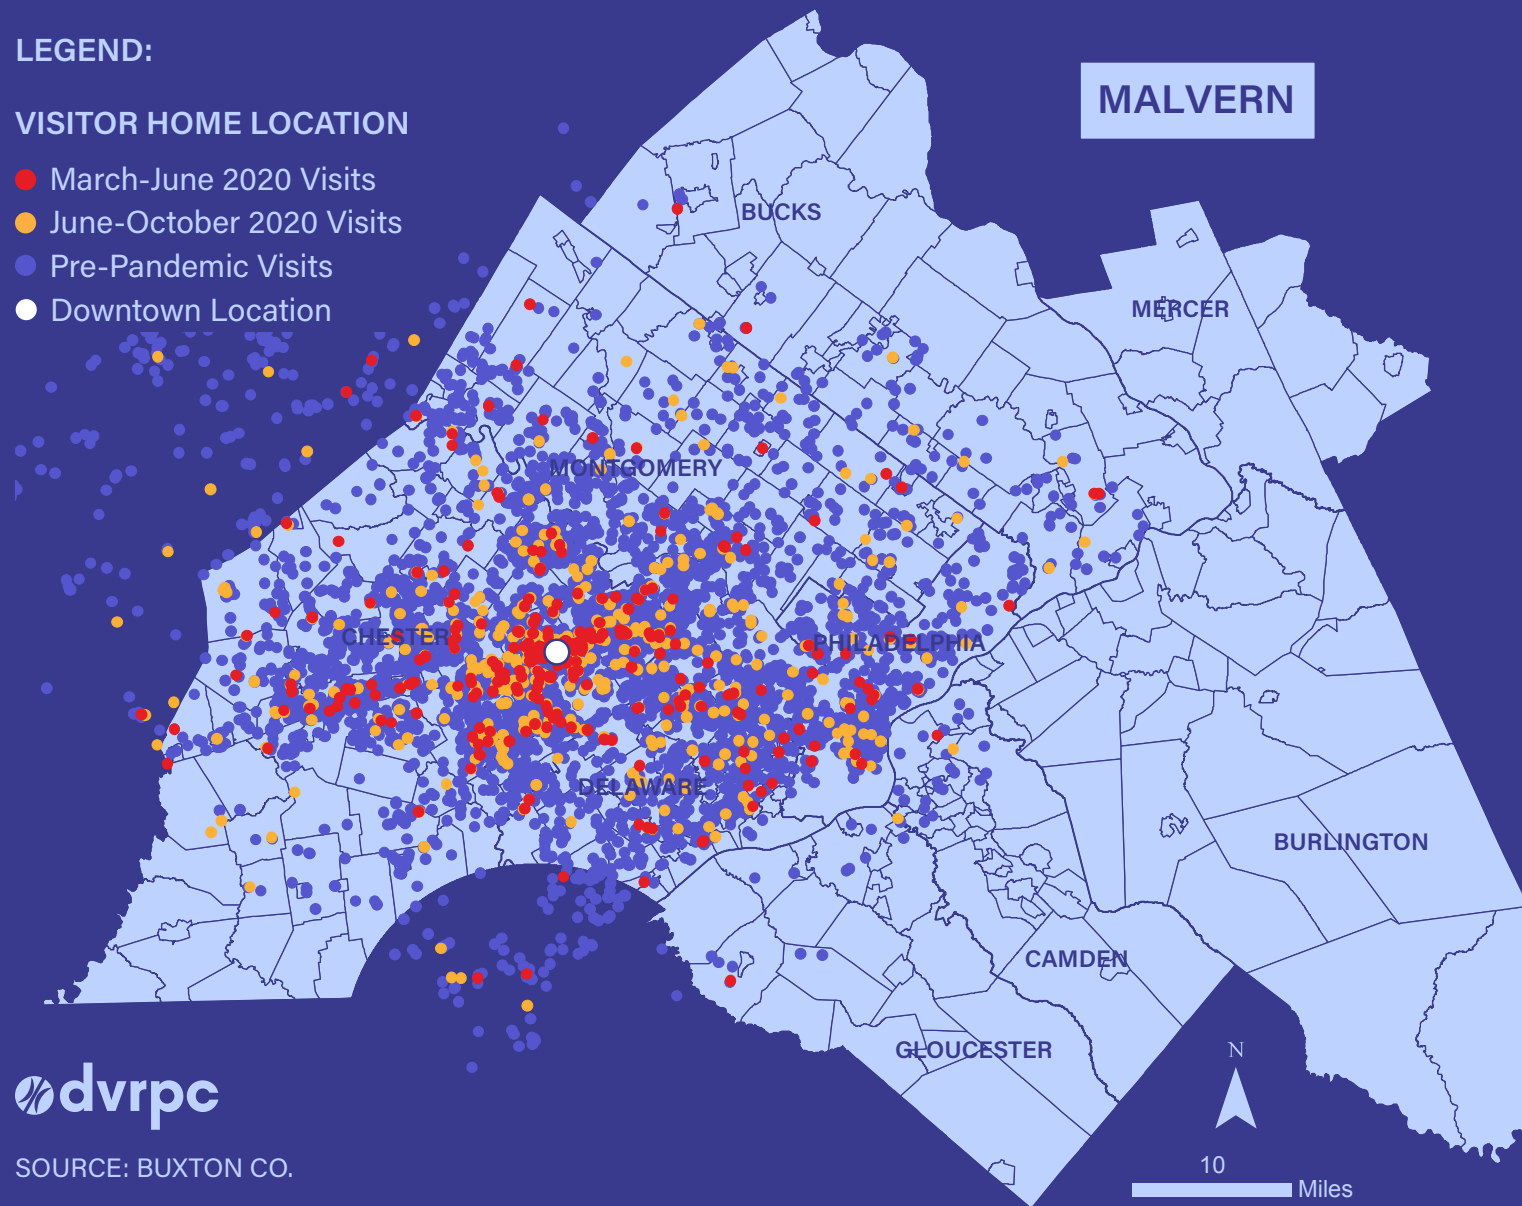 LEGEND:
MALVERN
VISITOR HOME LOCATION
March-June 2020 Visits
June-October 2020 Visits
Pre-Pandemic Visits
Downtown Location
BUCKS
MERCER
MONTGOMERY
CHESTER
PHILADELPHIA
DELAWARE
BURLINGTON
CAMDEN
GLOUCESTER
N
dvrpc
SOURCE: BUXTON CO.
10
Miles